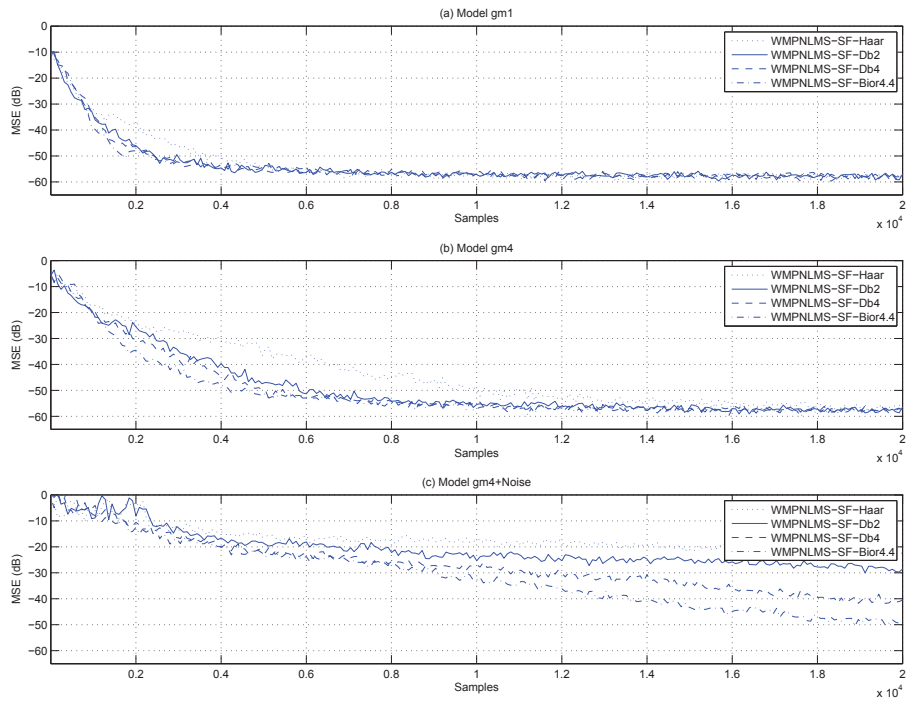 (a) Model gm1
MSE (dB)
0
−10
−20
−30
−40
−50
−60
WMPNLMS−SF−Haar
WMPNLMS−SF−Db2
WMPNLMS−SF−Db4
WMPNLMS−SF−Bior4.4
0.2 0.4 0.6 0.8 1 1.2 1.4 1.6 1.8 2
Samples
x 10^4
(b) Model gm4
MSE (dB)
0
−10
−20
−30
−40
−50
−60
WMPNLMS−SF−Haar
WMPNLMS−SF−Db2
WMPNLMS−SF−Db4
WMPNLMS−SF−Bior4.4
0.2 0.4 0.6 0.8 1 1.2 1.4 1.6 1.8 2
Samples
x 10^4
(c) Model gm4+Noise
MSE (dB)
0
−10
−20
−30
−40
−50
−60
WMPNLMS−SF−Haar
WMPNLMS−SF−Db2
WMPNLMS−SF−Db4
WMPNLMS−SF−Bior4.4
0.2 0.4 0.6 0.8 1 1.2 1.4 1.6 1.8 2
Samples
x 10^4